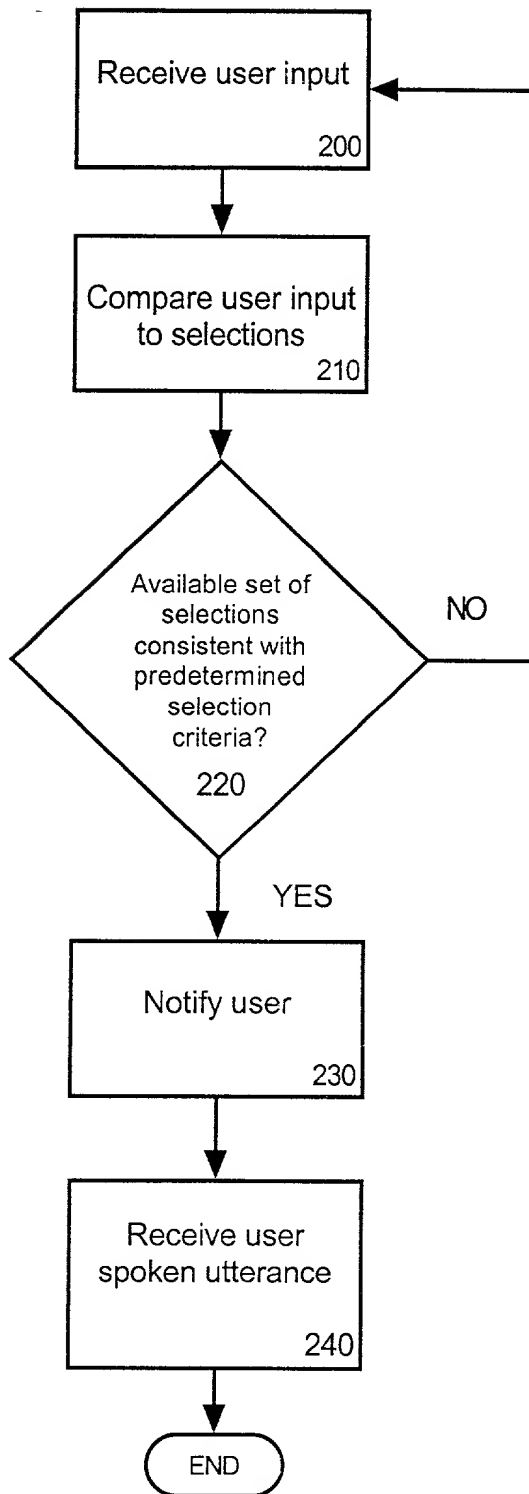 Receive user input
200
Compare user input
to selections
210
Available set of
selections
consistent with
predetermined
selection
criteria?
220
NO
YES
Notify user
230
Receive user
spoken utterance
240
END